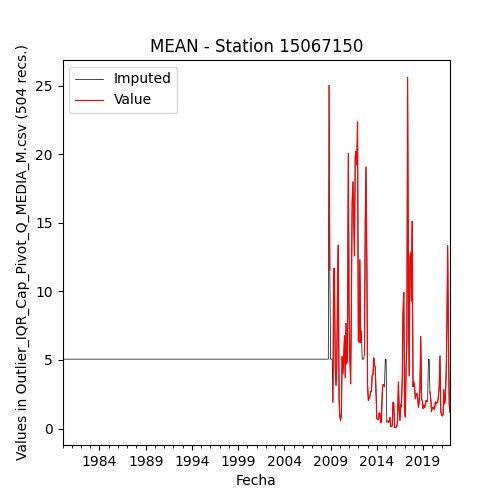 MEAN - Station 15067150
Imputed
Value
Values in Outlier_IQR_Cap_Pivot_Q_MEDIA_M.csv (504 recs.)
25
20
15
10
5
0
1984 1989 1994 1999 2004 2009 2014 2019
Fecha